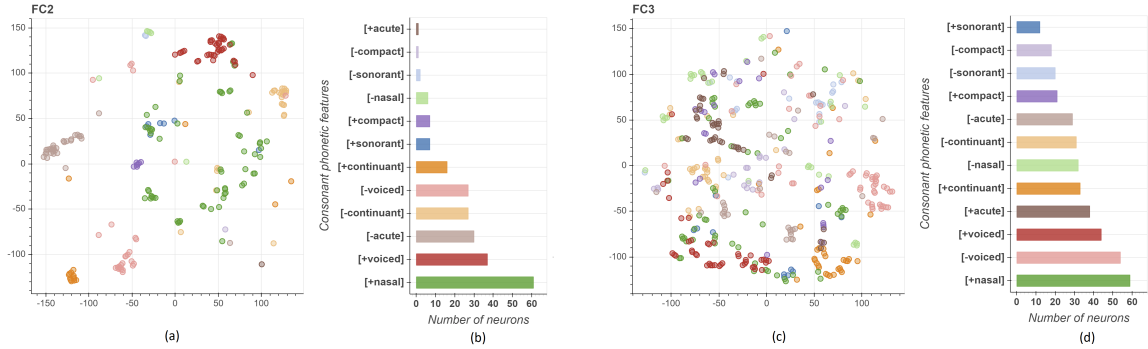 FC2
150
100
50
0
-50
-100
-150
-100
-50
0
50
100
(a)
Consonant phonetic features
[+acute]
[-compact]
[-sonorant]
[-nasal]
[+compact]
[+sonorant]
[+continuant]
[-voiced]
[-continuant]
[-acute]
[+voiced]
[+nasal]
0 10 20 30 40 50 60
Number of neurons
(b)
FC3
150
100
50
0
-50
-100
-100
-50
0
50
100
(c)
Consonant phonetic features
[+sonorant]
[-compact]
[-sonorant]
[+compact]
[-acute]
[-continuant]
[-nasal]
[+continuant]
[+acute]
[+voiced]
[-voiced]
[+nasal]
0 10 20 30 40 50 60
Number of neurons
(d)